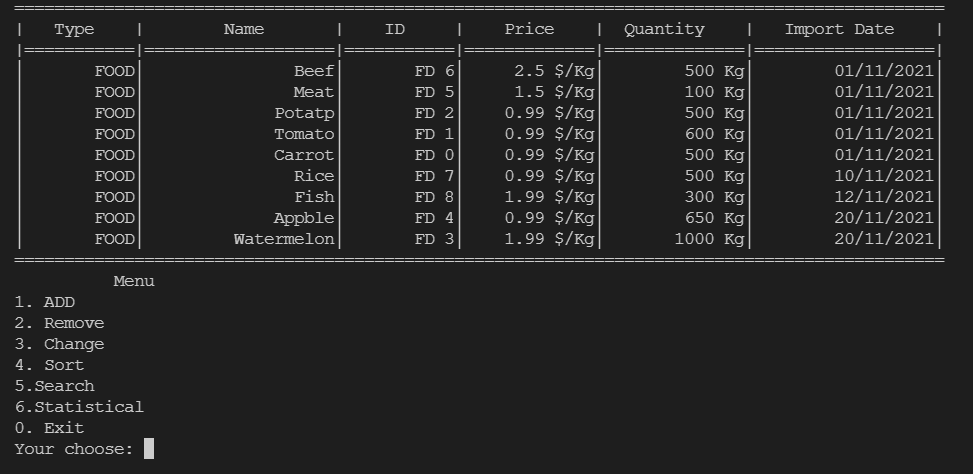 | Type | Name | ID | Price | Quantity | Import Date |
| FOOD| Beef| FD 6| 2.5 $/Kg| 500 Kg| 01/11/2021|
| FOOD| Meat| FD 5| 1.5 $/Kg| 100 Kg| 01/11/2021|
| FOOD| Potatp| FD 2| 0.99 $/Kg| 500 Kg| 01/11/2021|
| FOOD| Tomato| FD 1| 0.99 $/Kg| 600 Kg| 01/11/2021|
| FOOD| Carrot| FD 0| 0.99 $/Kg| 500 Kg| 01/11/2021|
| FOOD| Rice| FD 7| 0.99 $/Kg| 500 Kg| 10/11/2021|
| FOOD| Fish| FD 8| 1.99 $/Kg| 300 Kg| 12/11/2021|
| FOOD| Appble| FD 4| 0.99 $/Kg| 650 Kg| 20/11/2021|
| FOOD| Watermelon| FD 3| 1.99 $/Kg| 1000 Kg| 20/11/2021|
Menu
1. ADD
2. Remove
3. Change
4. Sort
5.Search
6.Statistical
0. Exit
Your choose: